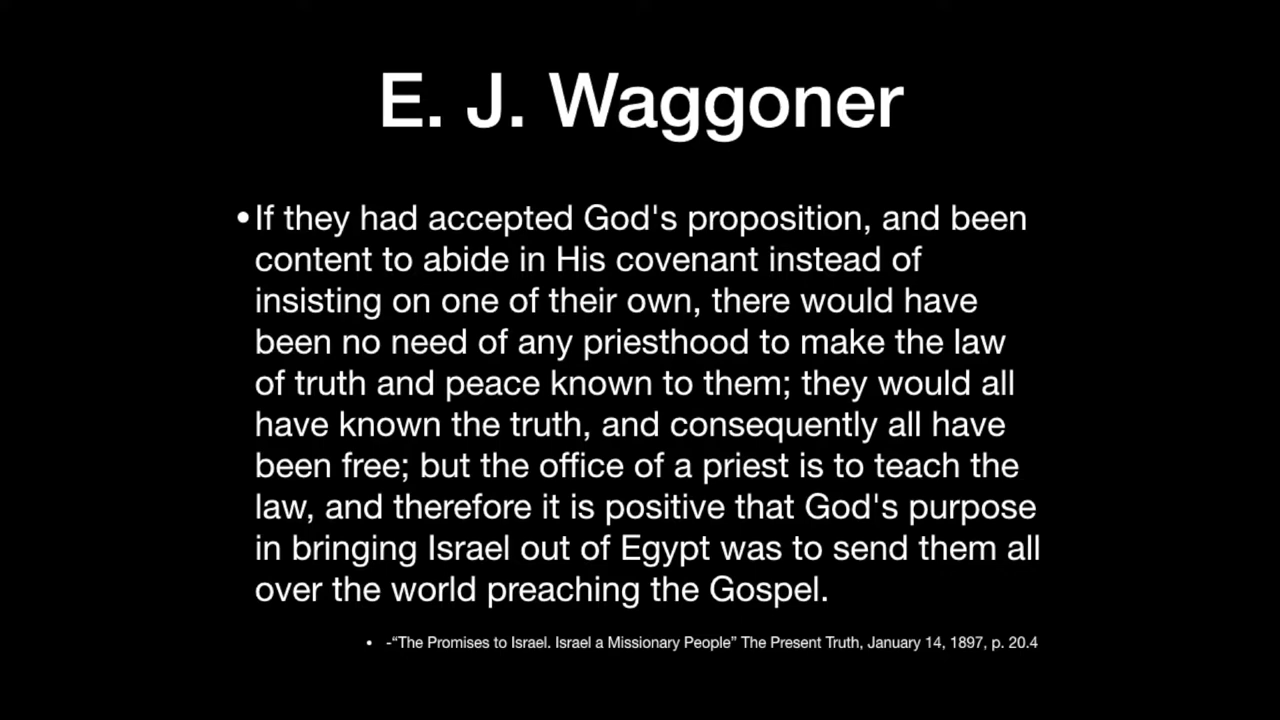 E. J. Waggoner
•If they had accepted God's proposition, and been
content to abide in His covenant instead of
insisting on one of their own, there would have
been no need of any priesthood to make the law
of truth and peace known to them; they would all
have known the truth, and consequently all have
been free; but the office of a priest is to teach the
law, and therefore it is positive that God's purpose
in bringing Israel out of Egypt was to send them all
over the world preaching the Gospel.
• -“The Promises to Israel. Israel a Missionary People” The Present Truth, January 14, 1897, p. 20.4